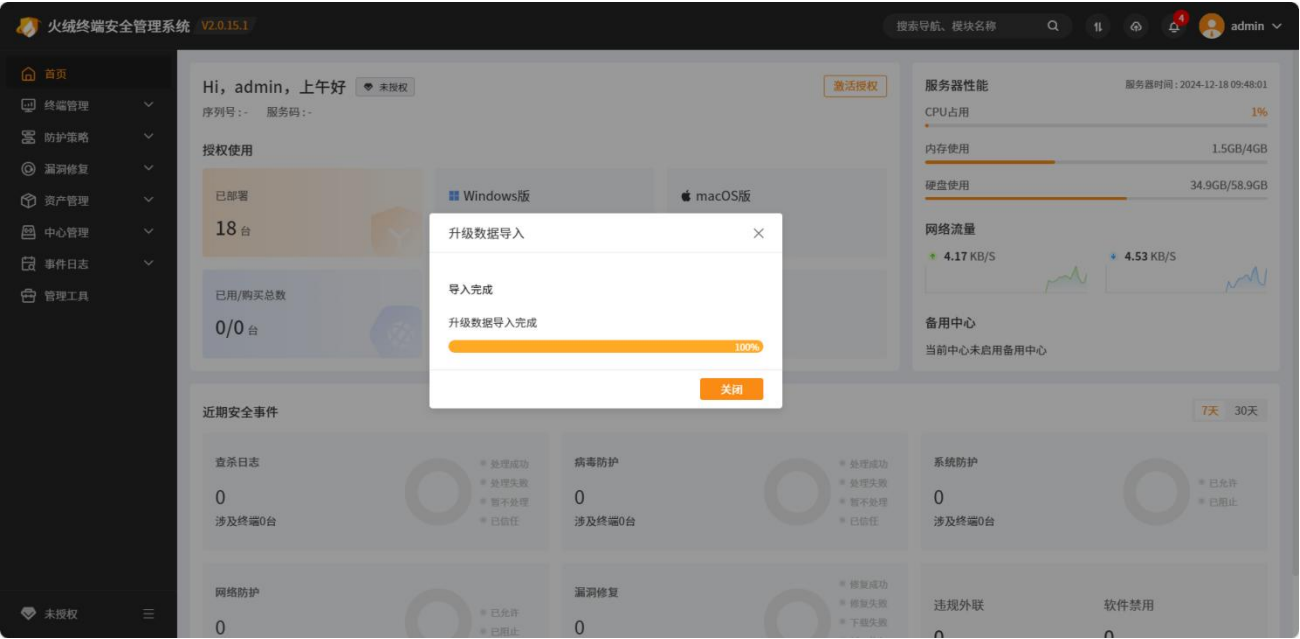 火绒终端安全管理系统 V2.0.15.1
搜索导航、模块名称
4
admin
首页
终端管理
防护策略
漏洞修复
资产管理
中心管理
事件日志
管理工具
未授权
Hi，admin，上午好 未授权
激活授权
序列号：- 服务码：-
授权使用
已部署
18 台
Windows版
macOS版
已用/购买总数
0/0 台
服务器性能
服务器时间：2024-12-18 09:48:01
CPU占用 1%
内存使用 1.5GB/4GB
硬盘使用 34.9GB/58.9GB
网络流量
4.17 KB/S 4.53 KB/S
备用中心
当前中心未启用备用中心
升级数据导入
导入完成
升级数据导入完成
100%
关闭
近期安全事件
7天 30天
查杀日志
0
涉及终端0台
处理成功
处理失败
暂不处理
已信任
病毒防护
0
涉及终端0台
处理成功
处理失败
暂不处理
已信任
系统防护
0
涉及终端0台
已允许
已阻止
网络防护
0
已允许
已阻止
漏洞修复
0
修复成功
修复失败
下载失败
违规外联
0
软件禁用
0